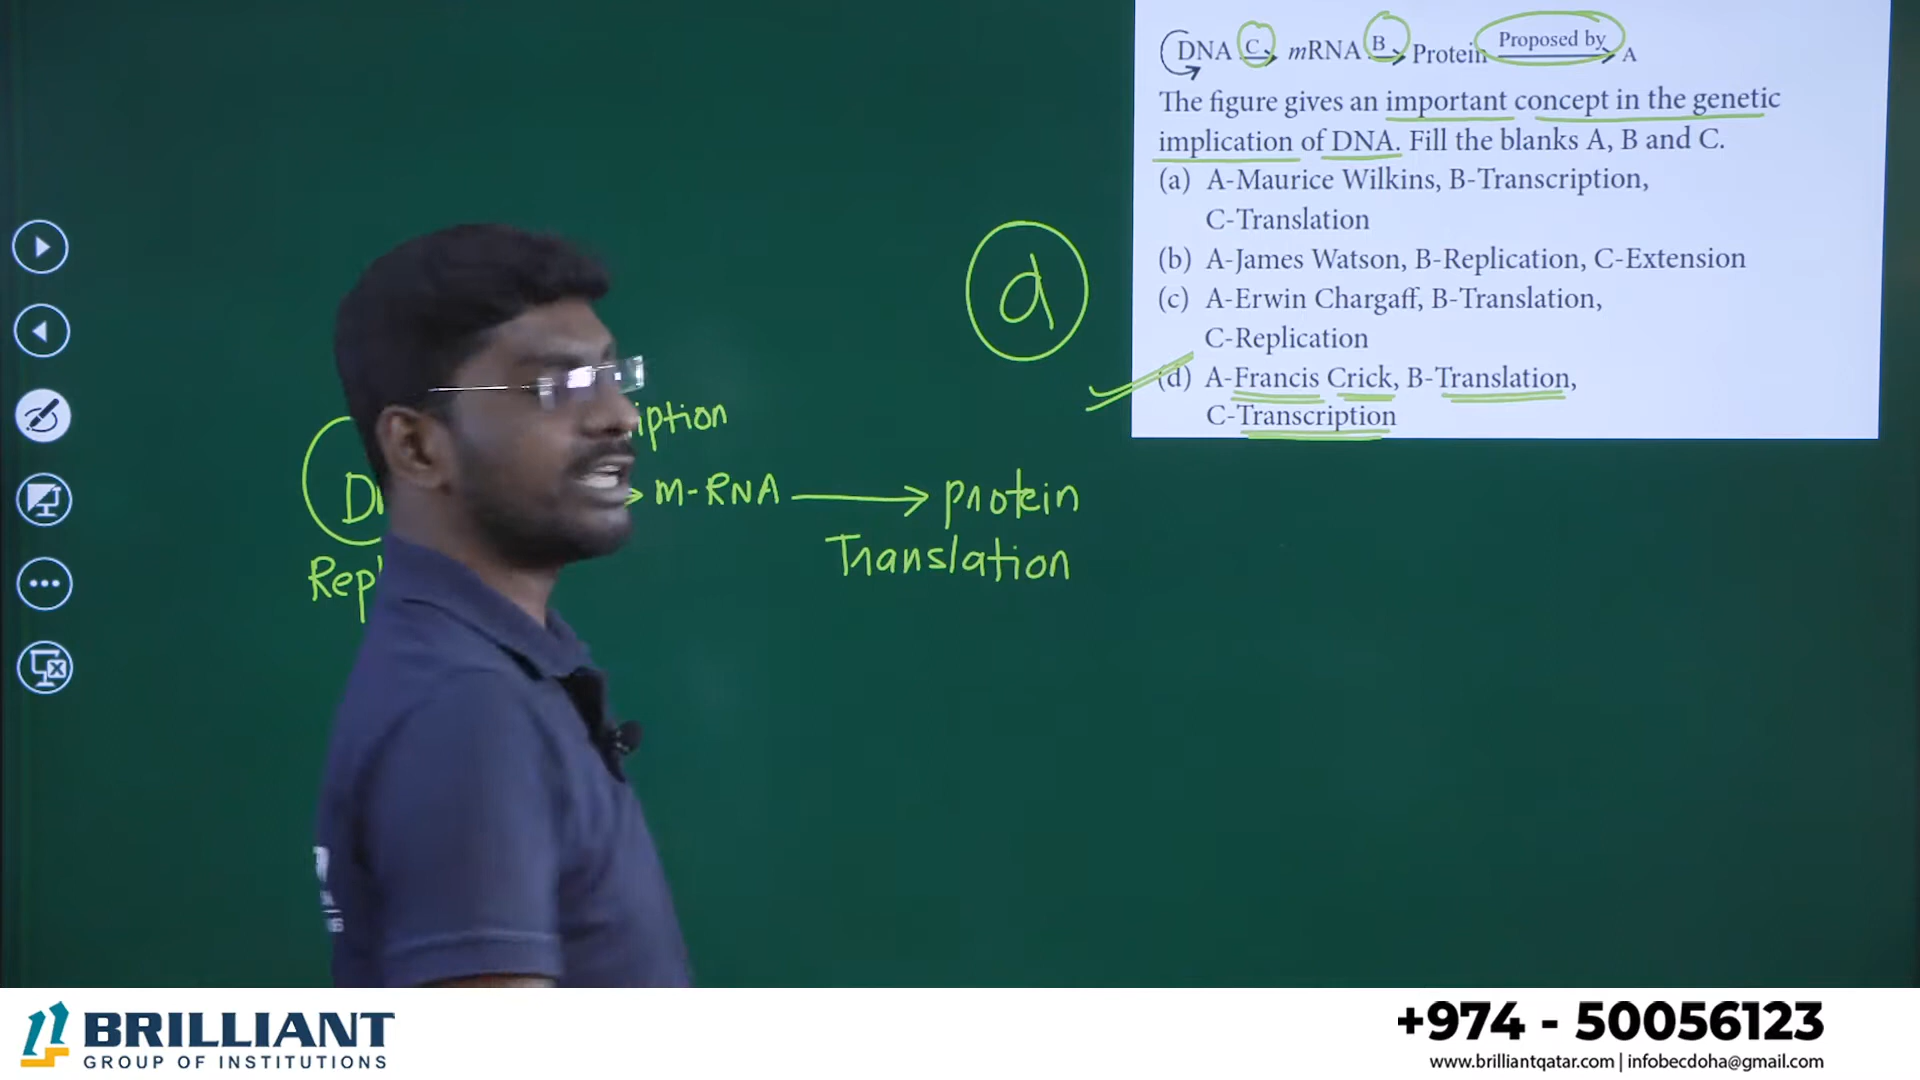 DNA C mRNA B Protein Proposed by A
The figure gives an important concept in the genetic
implication of DNA. Fill the blanks A, B and C.
(a) A-Maurice Wilkins, B-Transcription,
C-Translation
(b) A-James Watson, B-Replication, C-Extension
(c) A-Erwin Chargaff, B-Translation,
C-Replication
(d) A-Francis Crick, B-Translation,
C-Transcription
d
iption
D m-RNA protein
Repl Translation
BRILLIANT
GROUP OF INSTITUTIONS
+974 - 50056123
www.brilliantqatar.com | infobecdoha@gmail.com